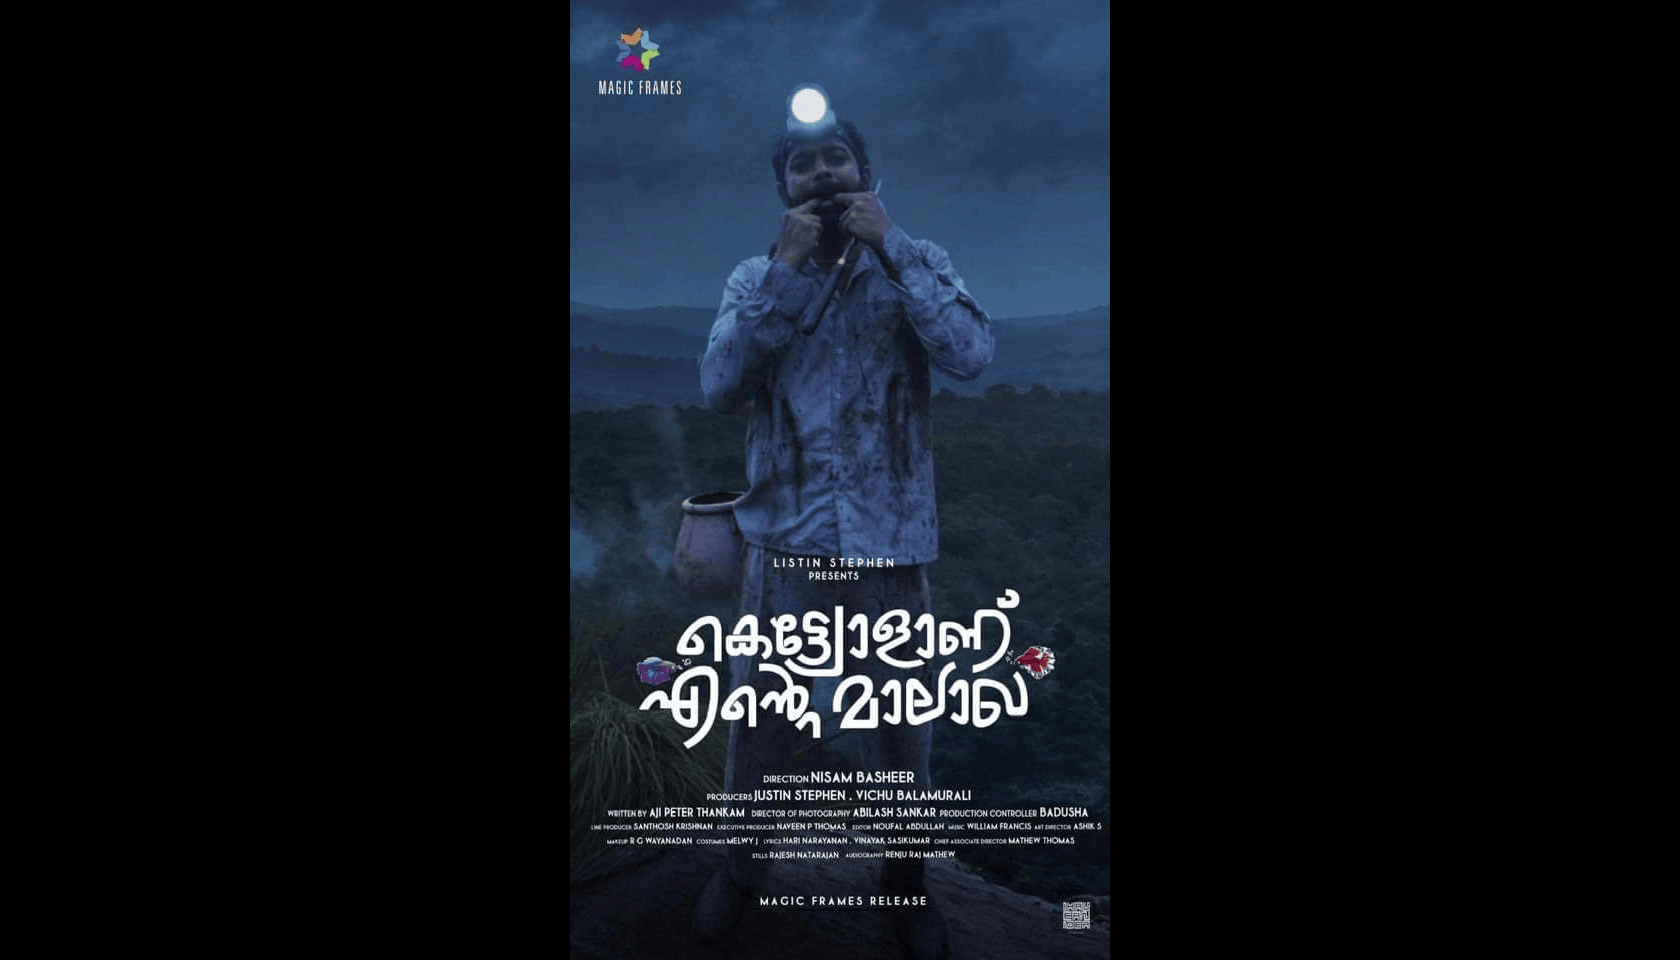 MAGIC FRAMES
LISTIN STEPHEN
PRESENTS
കെട്ട്യോളാണ്
എന്റെ മാലാഖ
DIRECTION NISAM BASHEER
PRODUCERS JUSTIN STEPHEN . VICHU BALAMURALI
WRITTEN BY AJI PETER THANKAM DIRECTOR OF PHOTOGRAPHY ABILASH SANKAR PRODUCTION CONTROLLER BADUSHA
LINE PRODUCER SANTHOSH KRISHNAN EXECUTIVE PRODUCER NAVEEN P THOMAS EDITOR NOUFAL ABDULLAH MUSIC WILLIAM FRANCIS ART DIRECTOR ASHIK S
MAKEUP R G WAYANADAN COSTUMES MELWY J LYRICS HARI NARAYANAN . VINAYAK SASIKUMAR CHIEF ASSOCIATE DIRECTOR MATHEW THOMAS
STILLS RAJESH NATARAJAN AUDIOGRAPHY RENJU RAJ MATHEW
MAGIC FRAMES RELEASE